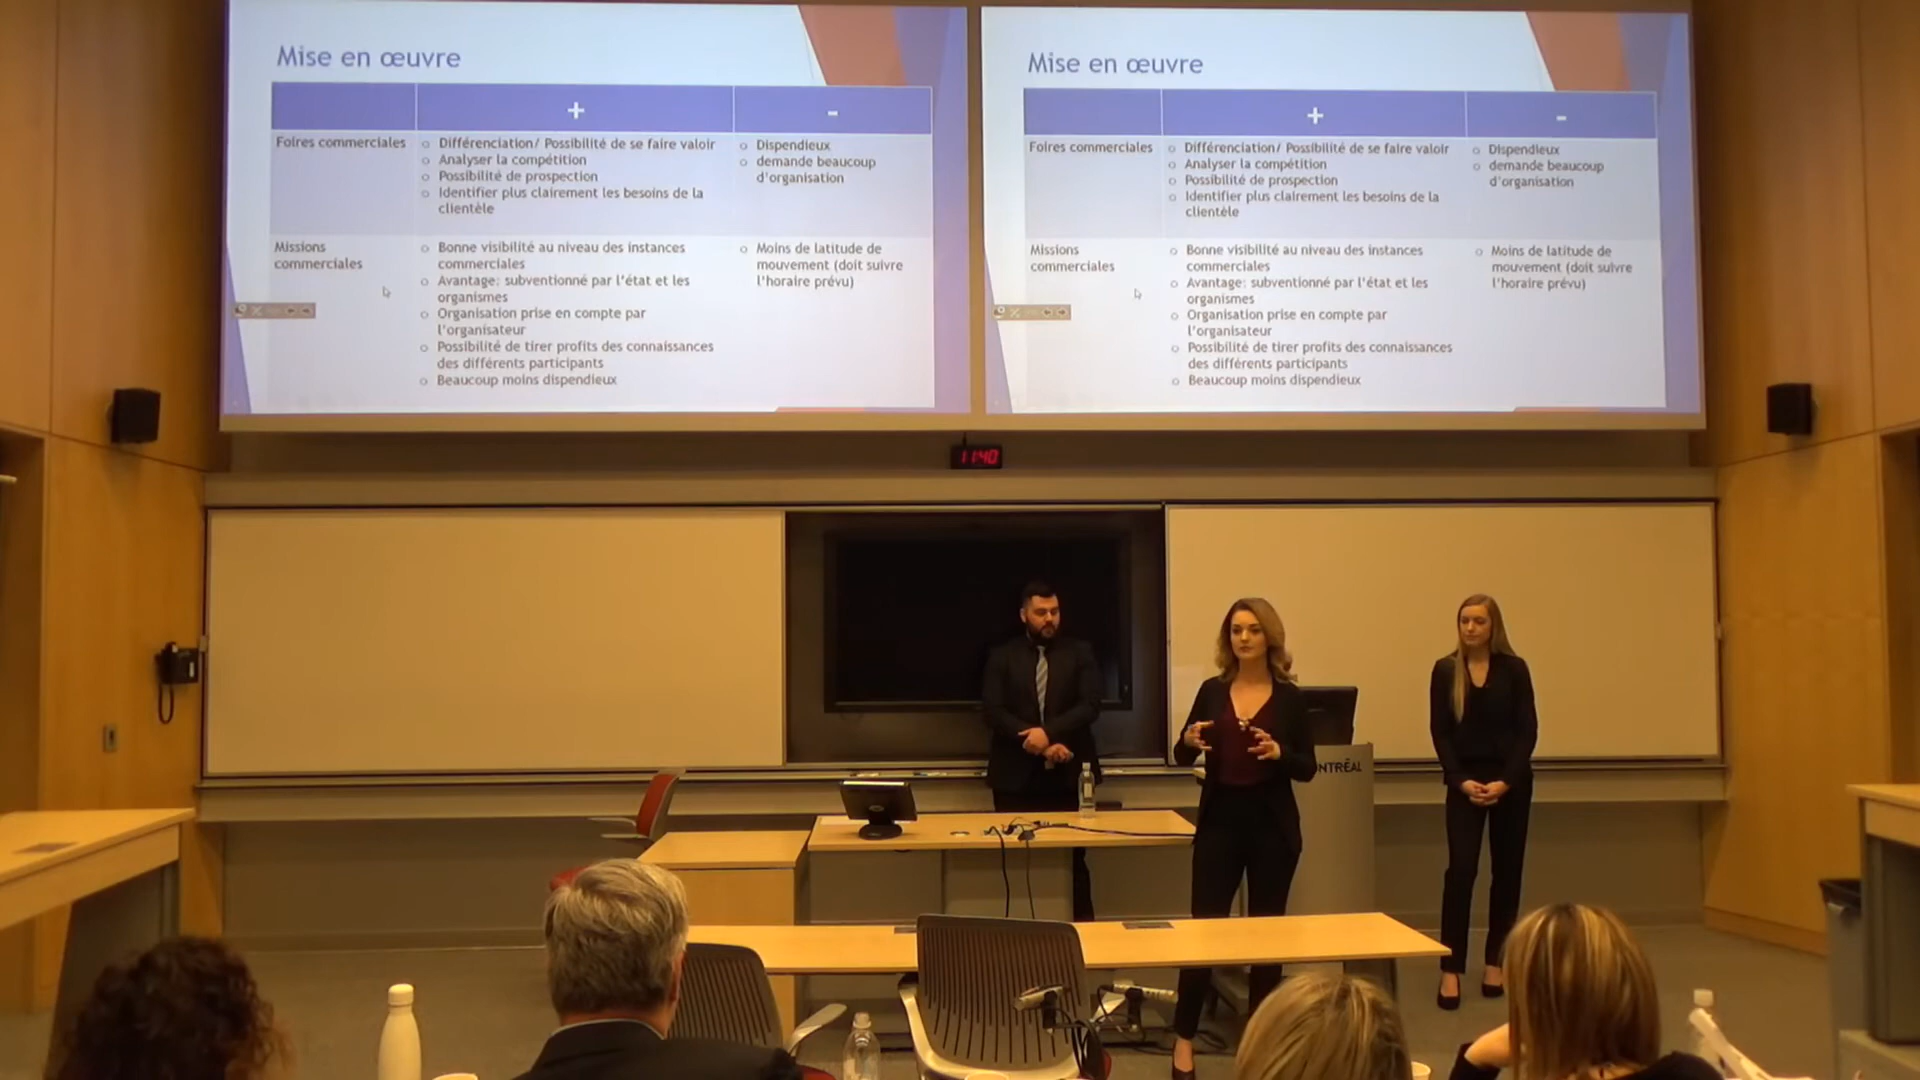 Mise en œuvre
+
-
Foires commerciales
o Différenciation/ Possibilité de se faire valoir
o Analyser la compétition
o Possibilité de prospection
o Identifier plus clairement les besoins de la
clientèle
o Dispendieux
o demande beaucoup
d'organisation
Missions
commerciales
o Bonne visibilité au niveau des instances
commerciales
o Avantage: subventionné par l'état et les
organismes
o Organisation prise en compte par
l'organisateur
o Possibilité de tirer profits des connaissances
des différents participants
o Beaucoup moins dispendieux
o Moins de latitude de
mouvement (doit suivre
l'horaire prévu)
Mise en œuvre
+
-
Foires commerciales
o Différenciation/ Possibilité de se faire valoir
o Analyser la compétition
o Possibilité de prospection
o Identifier plus clairement les besoins de la
clientèle
o Dispendieux
o demande beaucoup
d'organisation
Missions
commerciales
o Bonne visibilité au niveau des instances
commerciales
o Avantage: subventionné par l'état et les
organismes
o Organisation prise en compte par
l'organisateur
o Possibilité de tirer profits des connaissances
des différents participants
o Beaucoup moins dispendieux
o Moins de latitude de
mouvement (doit suivre
l'horaire prévu)
11:40
NTRÉAL